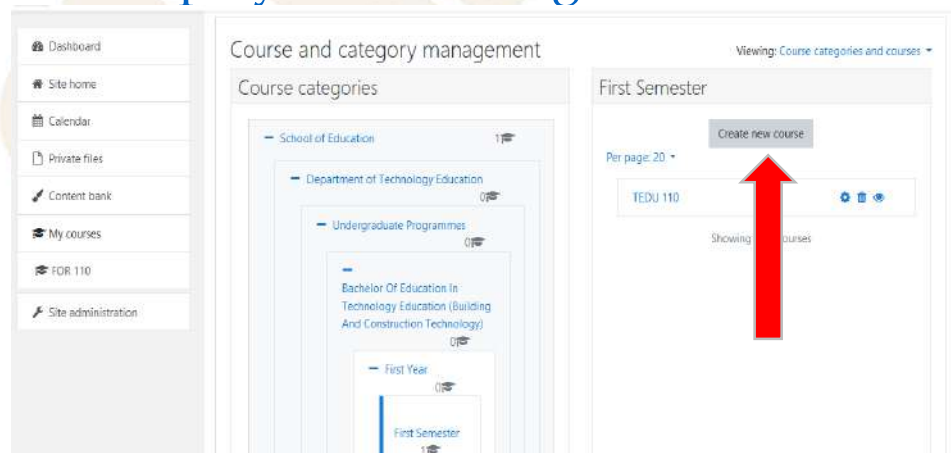 Dashboard
Site home
Calendar
Private files
Content bank
My courses
FOR 110
Site administration
Course and category management
Viewing: Course categories and courses
Course categories
School of Education 1
Department of Technology Education
0
Undergraduate Programmes
0
Bachelor Of Education In
Technology Education (Building
And Construction Technology)
0
First Year
0
First Semester
1
First Semester
Create new course
Per page: 20
TEDU 110
Showing courses